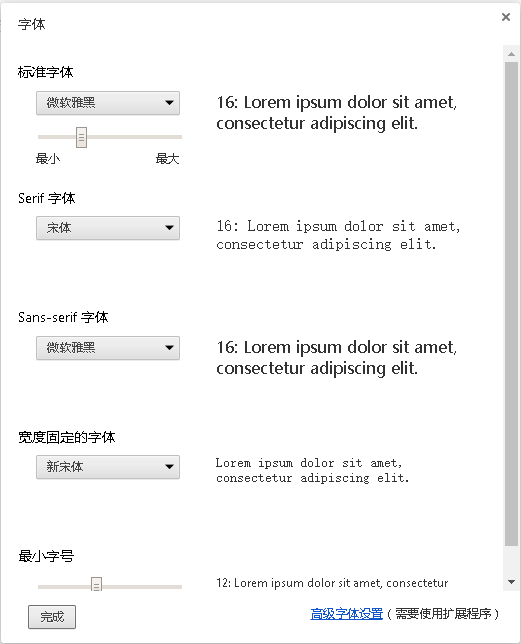 字体
标准字体
微软雅黑
16: Lorem ipsum dolor sit amet,
consectetur adipiscing elit.
最小 最大
Serif 字体
宋体
16: Lorem ipsum dolor sit amet,
consectetur adipiscing elit.
Sans-serif 字体
微软雅黑
16: Lorem ipsum dolor sit amet,
consectetur adipiscing elit.
宽度固定的字体
新宋体
Lorem ipsum dolor sit amet,
consectetur adipiscing elit.
最小字号
12: Lorem ipsum dolor sit amet, consectetur
完成
高级字体设置 ( 需要使用扩展程序 )